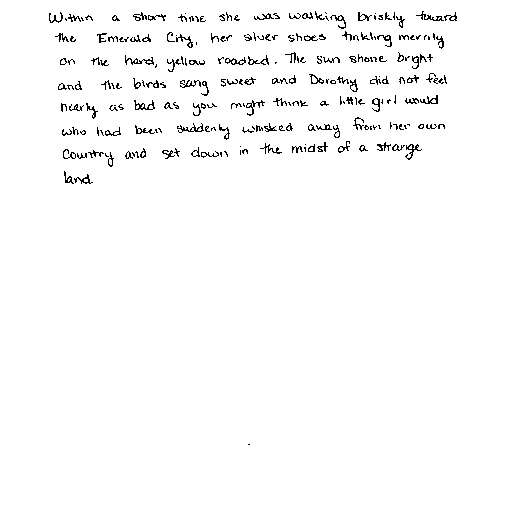 Within a short time she was walking briskly toward
the Emerald City, her silver shoes tinkling merrily
on the hard, yellow roadbed. The sun shone bright
and the birds sang sweet and Dorothy did not feel
nearly as bad as you might think a little girl would
who had been suddenly whisked away from her own
Country and set down in the midst of a strange
land.